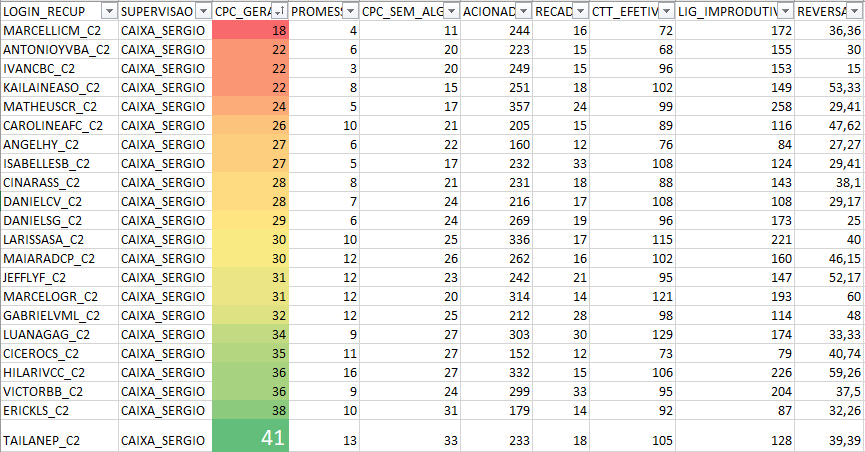 LOGIN_RECUP SUPERVISAO CPC_GERA PROMESS CPC_SEM_ALG ACIONAD RECAD CTT_EFETIV LIG_IMPRODUTIV REVERSA
MARCELLICM_C2 CAIXA_SERGIO 18 4 11 244 16 72 172 36,36
ANTONIOYVBA_C2 CAIXA_SERGIO 22 6 20 223 15 68 155 30
IVANCBC_C2 CAIXA_SERGIO 22 3 20 249 15 96 153 15
KAILAINEASO_C2 CAIXA_SERGIO 22 8 15 251 18 102 149 53,33
MATHEUSCR_C2 CAIXA_SERGIO 24 5 17 357 24 99 258 29,41
CAROLINEAFC_C2 CAIXA_SERGIO 26 10 21 205 15 89 116 47,62
ANGELHY_C2 CAIXA_SERGIO 27 6 22 160 12 76 84 27,27
ISABELLESB_C2 CAIXA_SERGIO 27 5 17 232 33 108 124 29,41
CINARASS_C2 CAIXA_SERGIO 28 8 21 231 18 88 143 38,1
DANIELCV_C2 CAIXA_SERGIO 28 7 24 216 17 108 108 29,17
DANIELSG_C2 CAIXA_SERGIO 29 6 24 269 19 96 173 25
LARISSASA_C2 CAIXA_SERGIO 30 10 25 336 17 115 221 40
MAIARADCP_C2 CAIXA_SERGIO 30 12 26 262 16 102 160 46,15
JEFFLYF_C2 CAIXA_SERGIO 31 12 23 242 21 95 147 52,17
MARCELOGR_C2 CAIXA_SERGIO 31 12 20 314 14 121 193 60
GABRIELVML_C2 CAIXA_SERGIO 32 12 25 212 28 98 114 48
LUANAGAG_C2 CAIXA_SERGIO 34 9 27 303 30 129 174 33,33
CICEROCS_C2 CAIXA_SERGIO 35 11 27 152 12 73 79 40,74
HILARIVCC_C2 CAIXA_SERGIO 36 16 27 332 15 106 226 59,26
VICTORBB_C2 CAIXA_SERGIO 36 9 24 299 33 95 204 37,5
ERICKLS_C2 CAIXA_SERGIO 38 10 31 179 14 92 87 32,26
TAILANEP_C2 CAIXA_SERGIO 41 13 33 233 18 105 128 39,39